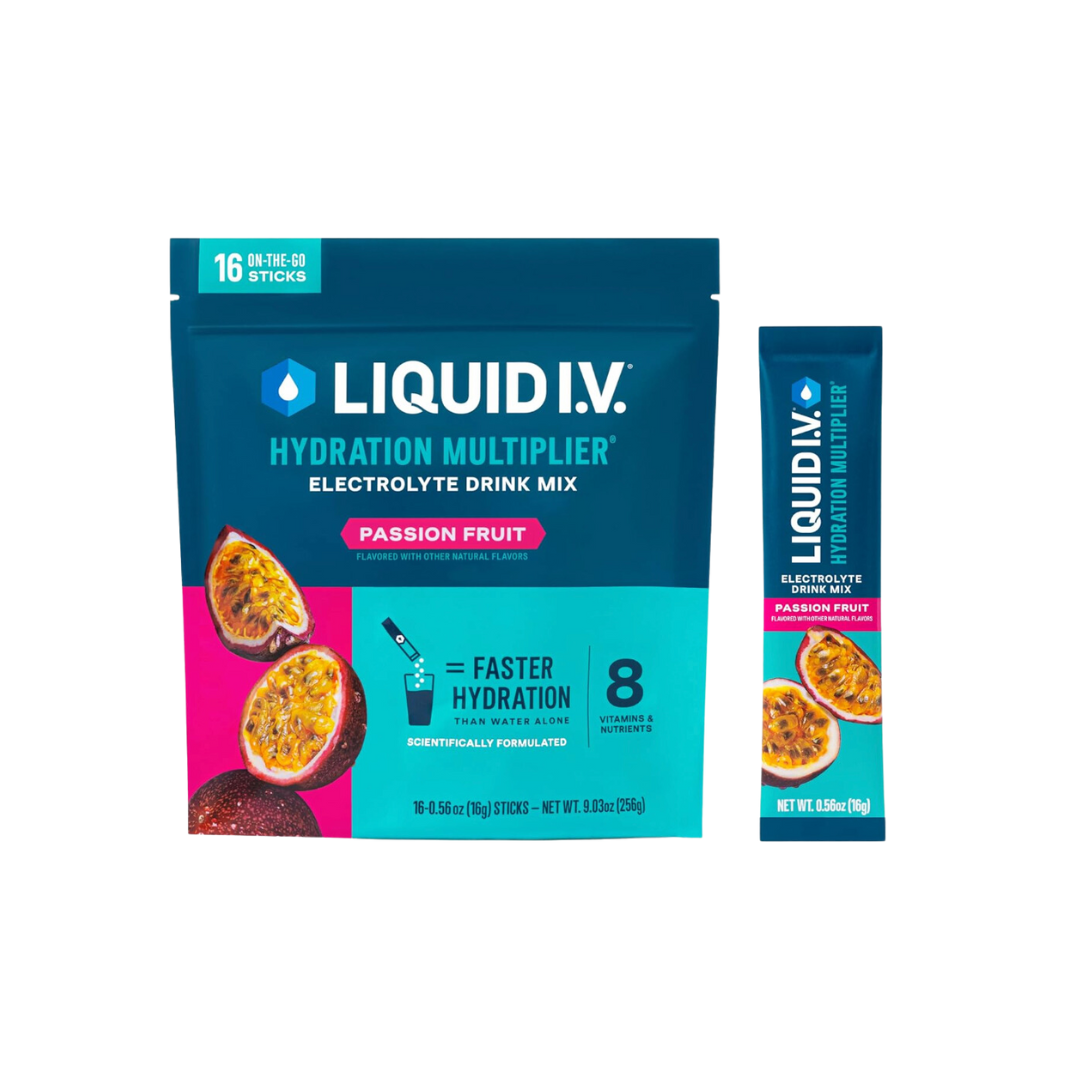 16 ON-THE-GO
STICKS
LIQUID I.V.®
HYDRATION MULTIPLIER®
ELECTROLYTE DRINK MIX
PASSION FRUIT
FLAVORED WITH OTHER NATURAL FLAVORS
= FASTER
HYDRATION
THAN WATER ALONE
SCIENTIFICALLY FORMULATED
8
VITAMINS &
NUTRIENTS
16-0.56 oz (16g) STICKS – NET WT. 9.03oz (256g)
LIQUID I.V.®
HYDRATION MULTIPLIER®
ELECTROLYTE
DRINK MIX
PASSION FRUIT
FLAVORED WITH OTHER NATURAL FLAVORS
NET WT. 0.56oz (16g)